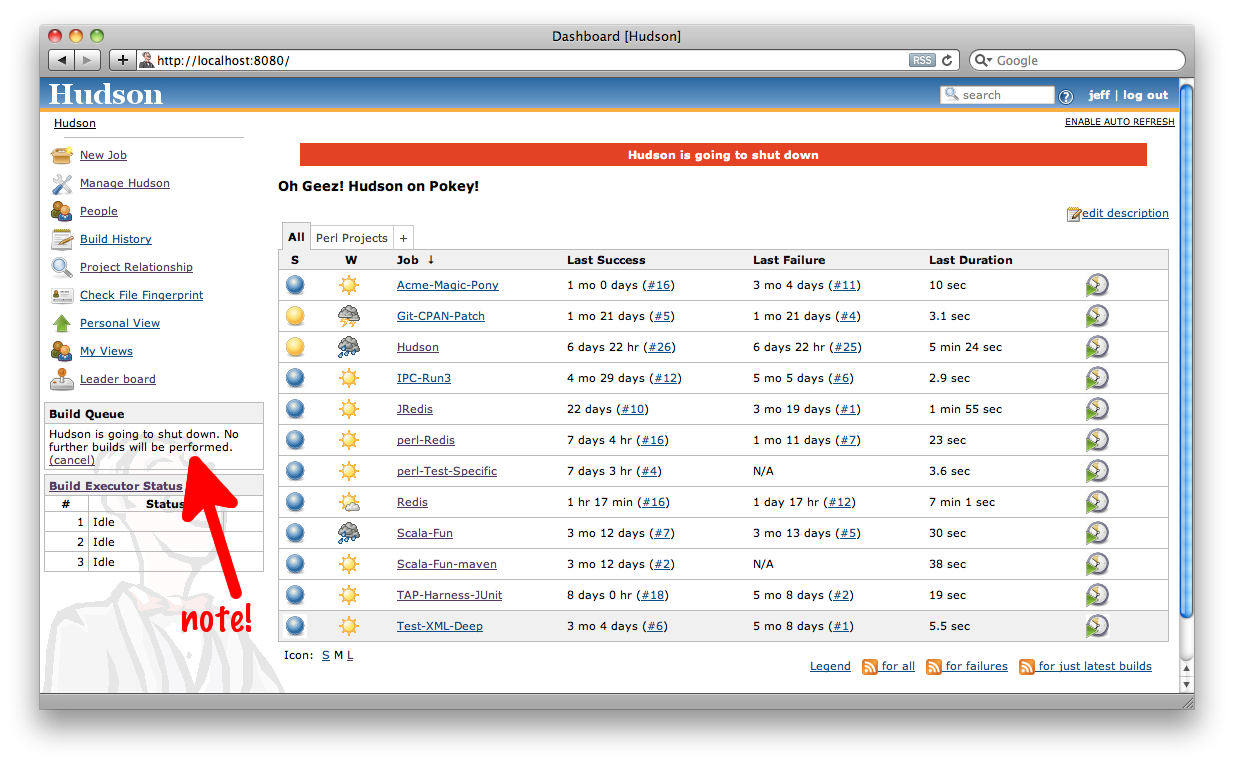 Dashboard [Hudson]
http://localhost:8080/
RSS
Google
Hudson
search
jeff | log out
Hudson
ENABLE AUTO REFRESH
New Job
Manage Hudson
People
Build History
Project Relationship
Check File Fingerprint
Personal View
My Views
Leader board
Build Queue
Hudson is going to shut down. No
further builds will be performed.
(cancel)
Build Executor Status
# Status
1 Idle
2 Idle
3 Idle
note!
Hudson is going to shut down
Oh Geez! Hudson on Pokey!
edit description
All Perl Projects +
S W Job ↓ Last Success Last Failure Last Duration
Acme-Magic-Pony 1 mo 0 days (#16) 3 mo 4 days (#11) 10 sec
Git-CPAN-Patch 1 mo 21 days (#5) 1 mo 21 days (#4) 3.1 sec
Hudson 6 days 22 hr (#26) 6 days 22 hr (#25) 5 min 24 sec
IPC-Run3 4 mo 29 days (#12) 5 mo 5 days (#6) 2.9 sec
JRedis 22 days (#10) 3 mo 19 days (#1) 1 min 55 sec
perl-Redis 7 days 4 hr (#16) 1 mo 11 days (#7) 23 sec
perl-Test-Specific 7 days 3 hr (#4) N/A 3.6 sec
Redis 1 hr 17 min (#16) 1 day 17 hr (#12) 7 min 1 sec
Scala-Fun 3 mo 12 days (#7) 3 mo 13 days (#5) 30 sec
Scala-Fun-maven 3 mo 12 days (#2) N/A 38 sec
TAP-Harness-JUnit 8 days 0 hr (#18) 5 mo 8 days (#2) 19 sec
Test-XML-Deep 3 mo 4 days (#6) 5 mo 8 days (#1) 5.5 sec
Icon: S M L
Legend for all for failures for just latest builds